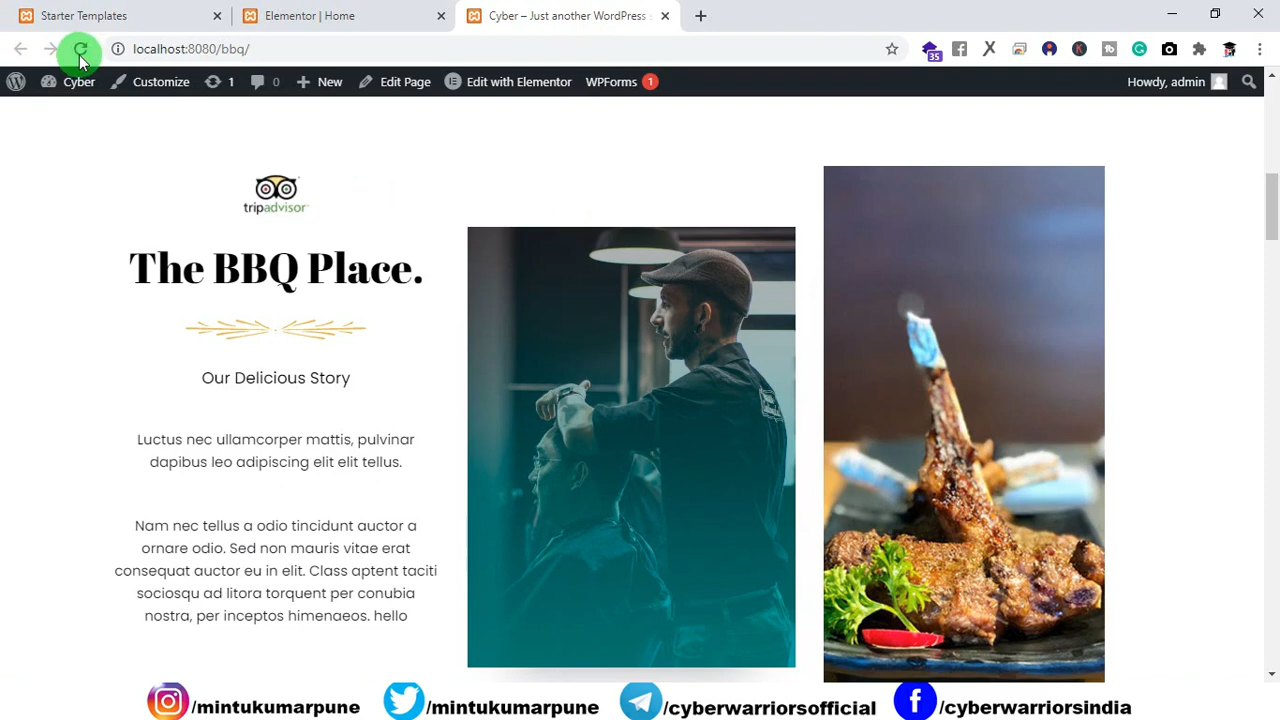 Starter Templates
Elementor | Home
Cyber – Just another WordPress s
localhost:8080/bbq/
35
Cyber
Customize
1
0
New
Edit Page
Edit with Elementor
WPForms 1
Howdy, admin
tripadvisor
The BBQ Place.
Our Delicious Story
Luctus nec ullamcorper mattis, pulvinar
dapibus leo adipiscing elit elit tellus.
Nam nec tellus a odio tincidunt auctor a
ornare odio. Sed non mauris vitae erat
consequat auctor eu in elit. Class aptent taciti
sociosqu ad litora torquent per conubia
nostra, per inceptos himenaeos. hello
/mintukumarpune
/mintukumarpune
/cyberwarriorsofficial
/cyberwarriorsindia